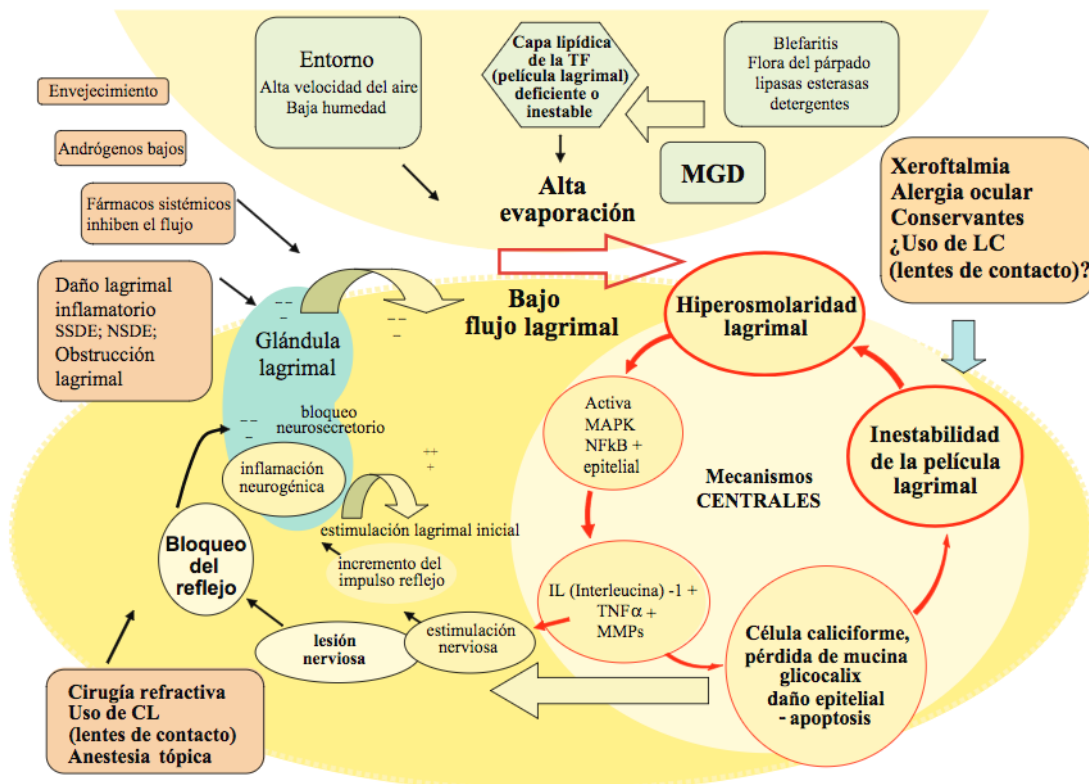 Entorno
Alta velocidad del aire
Baja humedad
Capa lipídica
de la TF
(película lagrimal)
deficiente o
inestable
Blefaritis
Flora del párpado
lipasas esterasas
detergentes
MGD
Envejecimiento
Andrógenos bajos
Fármacos sistémicos
inhiben el flujo
Daño lagrimal
inflamatorio
SSDE; NSDE;
Obstrucción
lagrimal
Alta
evaporación
Xeroftalmia
Alergia ocular
Conservantes
¿Uso de LC
(lentes de contacto)?
Bajo
flujo lagrimal
Hiperosmolaridad
lagrimal
– –
–
– –
–
Glándula
lagrimal
bloqueo
neurosecretorio
– –
–
inflamación
neurogénica
++
+
estimulación lagrimal inicial
incremento del
impulso reflejo
Bloqueo
del
reflejo
lesión
nerviosa
estimulación
nerviosa
Activa
MAPK
NFkB +
epitelial
Mecanismos
CENTRALES
Inestabilidad
de la película
lagrimal
IL (Interleucina) -1 +
TNFα +
MMPs
Célula caliciforme,
pérdida de mucina
glicocalix
daño epitelial
- apoptosis
Cirugía refractiva
Uso de CL
(lentes de contacto)
Anestesia tópica